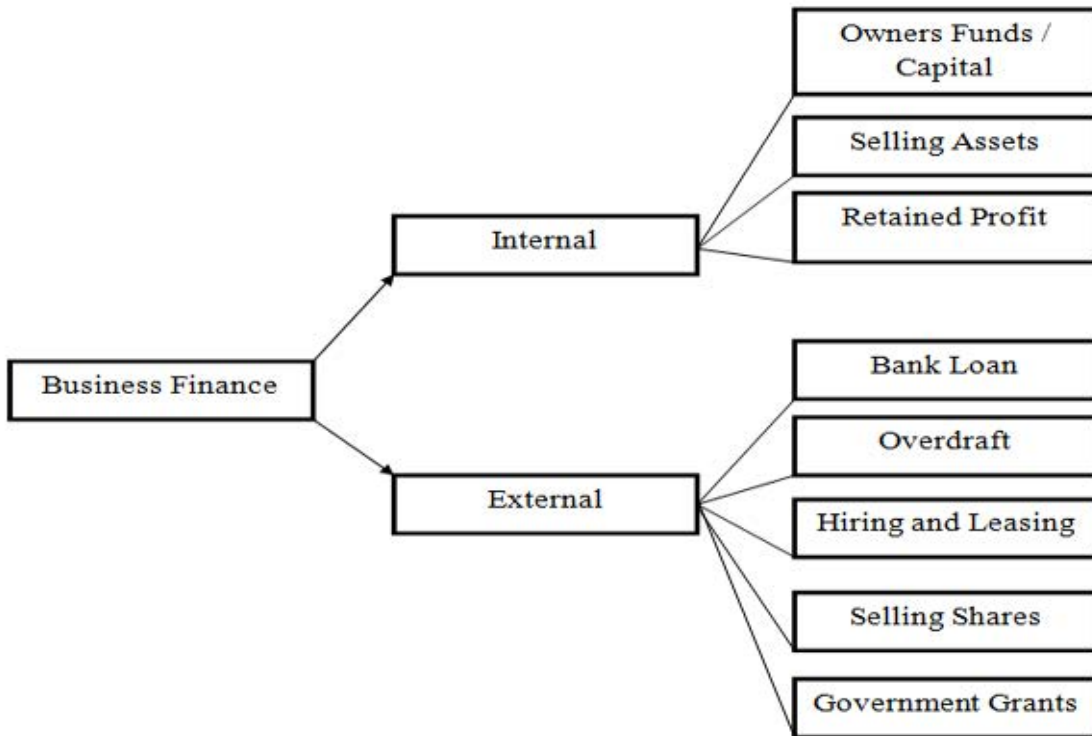 Business Finance
Internal
Owners Funds /
Capital
Selling Assets
Retained Profit
External
Bank Loan
Overdraft
Hiring and Leasing
Selling Shares
Government Grants